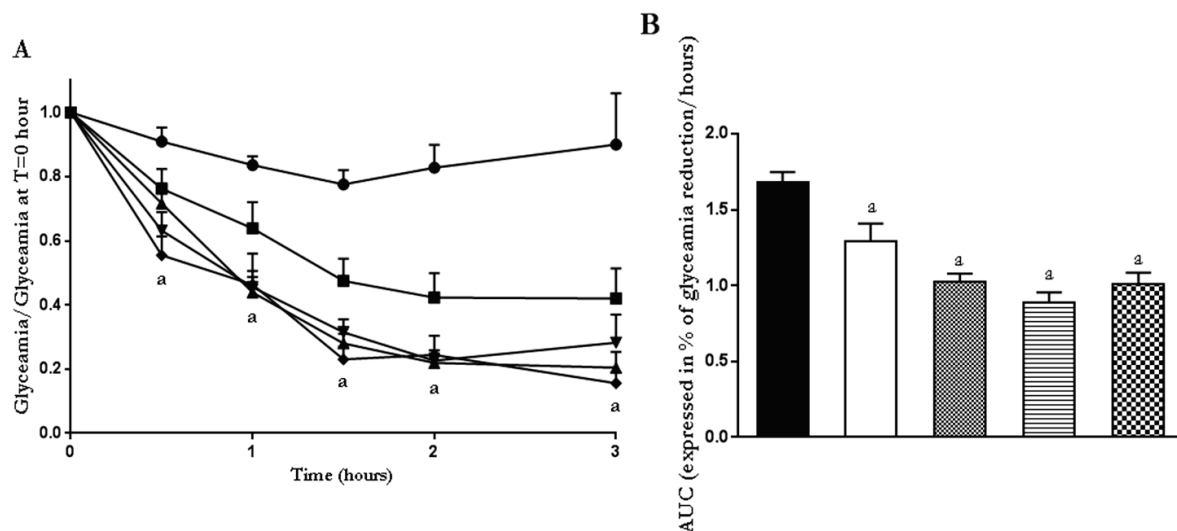 A
Glyceamia/Glyceamia at T=0 hour
1.0
0.8
0.6
0.4
0.2
0.0
a
a
a
a
a
0
1
2
3
Time (hours)
B
AUC (expressed in % of glyceamia reduction/hours)
2.0
1.5
1.0
0.5
0.0
a
a
a
a